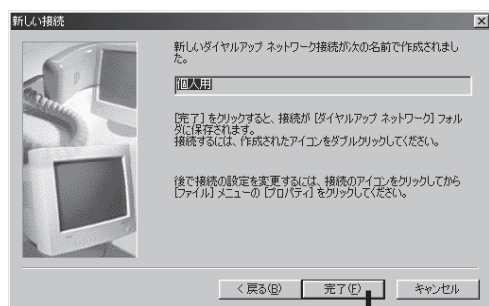 新しい接続
新しいダイヤルアップ ネットワーク接続が次の名前で作成されまし
た。
個人用
[完了] をクリックすると、接続が [ダイヤルアップ ネットワーク] フォル
ダに保存されます。
接続するには、作成されたアイコンをダブルクリックしてください。
後で接続の設定を変更するには、接続のアイコンをクリックしてから
[ファイル] メニューの [プロパティ] をクリックしてください。
< 戻る(B) 完了(F) キャンセル